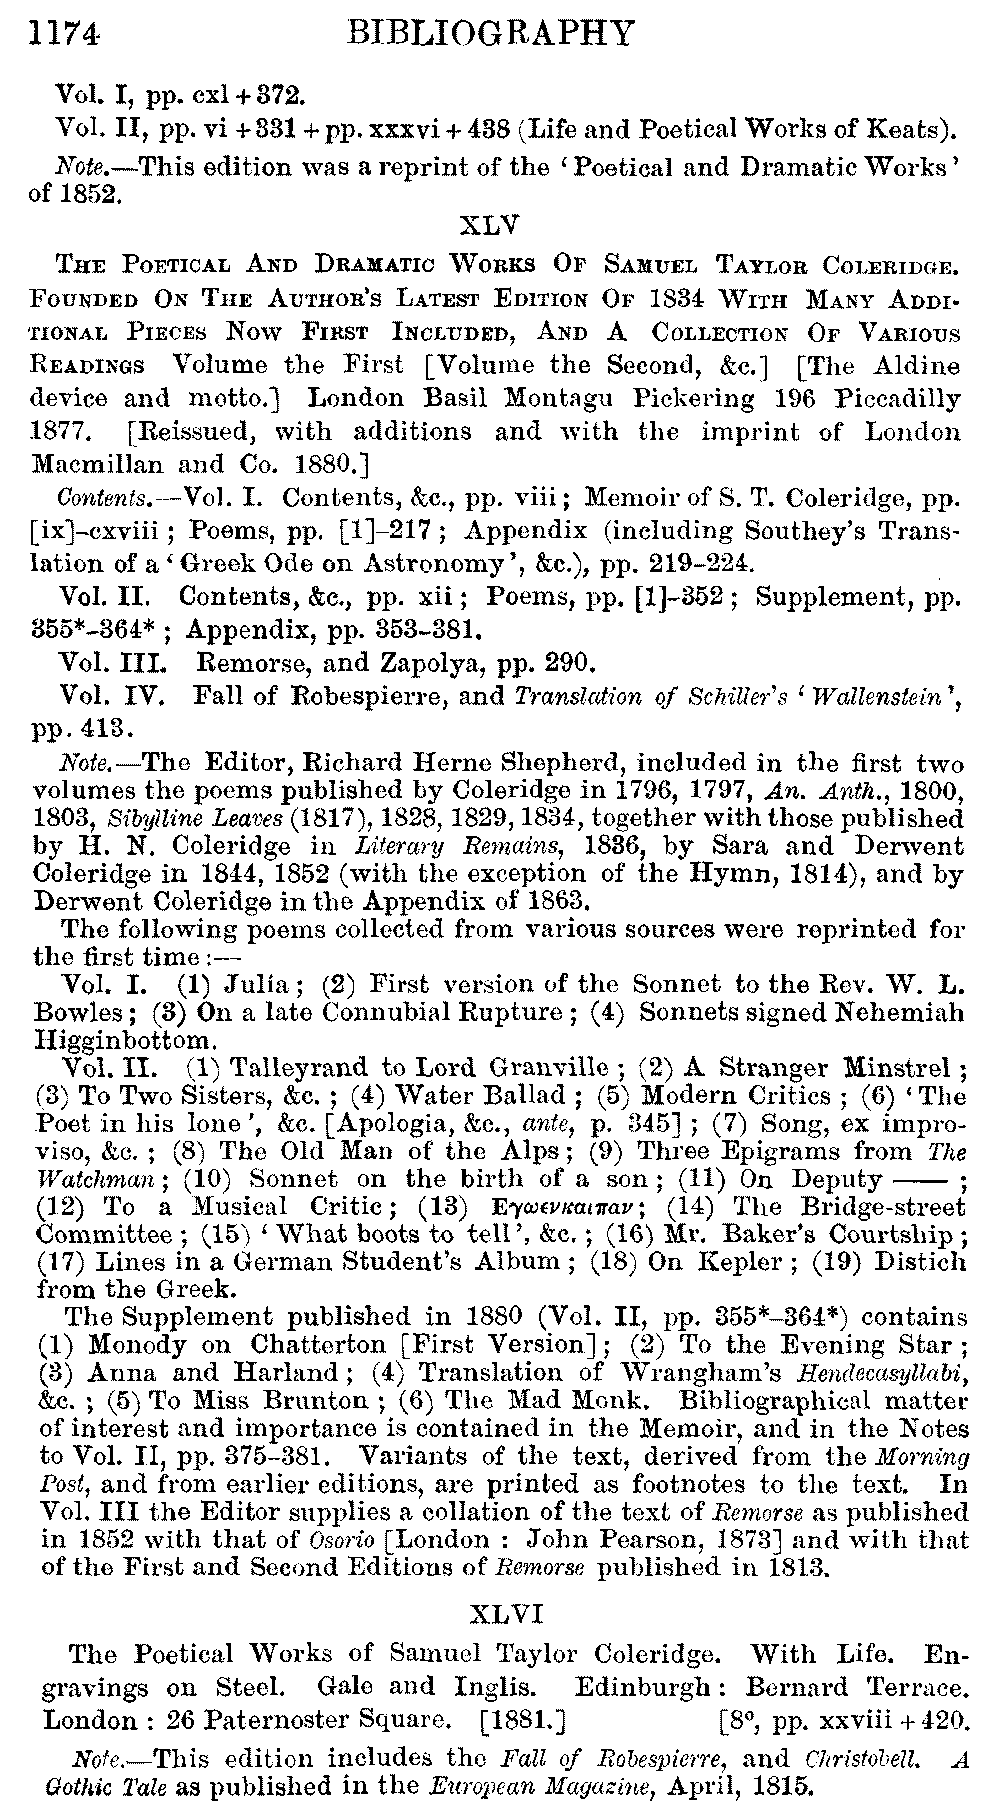 1174 BIBLIOGRAPHY
Vol. I, pp. cxl + 372.
Vol. II, pp. vi + 331 + pp. xxxvi + 438 (Life and Poetical Works of Keats).
Note.—This edition was a reprint of the ‘Poetical and Dramatic Works’
of 1852.
XLV
The Poetical And Dramatic Works Of Samuel Taylor Coleridge.
Founded On The Author's Latest Edition Of 1834 With Many Addi-
tional Pieces Now First Included, And A Collection Of Various
Readings Volume the First [Volume the Second, &c.] [The Aldine
device and motto.] London Basil Montagu Pickering 196 Piccadilly
1877. [Reissued, with additions and with the imprint of London
Macmillan and Co. 1880.]
Contents.—Vol. I. Contents, &c., pp. viii; Memoir of S. T. Coleridge, pp.
[ix]-cxviii; Poems, pp. [1]-217; Appendix (including Southey's Trans-
lation of a ‘Greek Ode on Astronomy’, &c.), pp. 219-224.
Vol. II. Contents, &c., pp. xii; Poems, pp. [1]-352; Supplement, pp.
355*-364*; Appendix, pp. 353-381.
Vol. III. Remorse, and Zapolya, pp. 290.
Vol. IV. Fall of Robespierre, and Translation of Schiller's ‘Wallenstein’,
pp. 413.
Note.—The Editor, Richard Herne Shepherd, included in the first two
volumes the poems published by Coleridge in 1796, 1797, An. Anth., 1800,
1803, Sibylline Leaves (1817), 1828, 1829, 1834, together with those published
by H. N. Coleridge in Literary Remains, 1836, by Sara and Derwent
Coleridge in 1844, 1852 (with the exception of the Hymn, 1814), and by
Derwent Coleridge in the Appendix of 1863.
The following poems collected from various sources were reprinted for
the first time:—
Vol. I. (1) Julia; (2) First version of the Sonnet to the Rev. W. L.
Bowles; (3) On a late Connubial Rupture; (4) Sonnets signed Nehemiah
Higginbottom.
Vol. II. (1) Talleyrand to Lord Granville; (2) A Stranger Minstrel;
(3) To Two Sisters, &c.; (4) Water Ballad; (5) Modern Critics; (6) ‘The
Poet in his lone’, &c. [Apologia, &c., ante, p. 345]; (7) Song, ex impro-
viso, &c.; (8) The Old Man of the Alps; (9) Three Epigrams from The
Watchman; (10) Sonnet on the birth of a son; (11) On Deputy ——;
(12) To a Musical Critic; (13) Εγωενκαιπαν; (14) The Bridge-street
Committee; (15) ‘What boots to tell’, &c.; (16) Mr. Baker's Courtship;
(17) Lines in a German Student's Album; (18) On Kepler; (19) Distich
from the Greek.
The Supplement published in 1880 (Vol. II, pp. 355*-364*) contains
(1) Monody on Chatterton [First Version]; (2) To the Evening Star;
(3) Anna and Harland; (4) Translation of Wrangham's Hendecasyllabi,
&c.; (5) To Miss Brunton; (6) The Mad Monk. Bibliographical matter
of interest and importance is contained in the Memoir, and in the Notes
to Vol. II, pp. 375-381. Variants of the text, derived from the Morning
Post, and from earlier editions, are printed as footnotes to the text. In
Vol. III the Editor supplies a collation of the text of Remorse as published
in 1852 with that of Osorio [London: John Pearson, 1873] and with that
of the First and Second Editions of Remorse published in 1813.
XLVI
The Poetical Works of Samuel Taylor Coleridge. With Life. En-
gravings on Steel. Gale and Inglis. Edinburgh: Bernard Terrace.
London: 26 Paternoster Square. [1881.] [8º, pp. xxviii + 420.
Note.—This edition includes the Fall of Robespierre, and Christobell. A
Gothic Tale as published in the European Magazine, April, 1815.